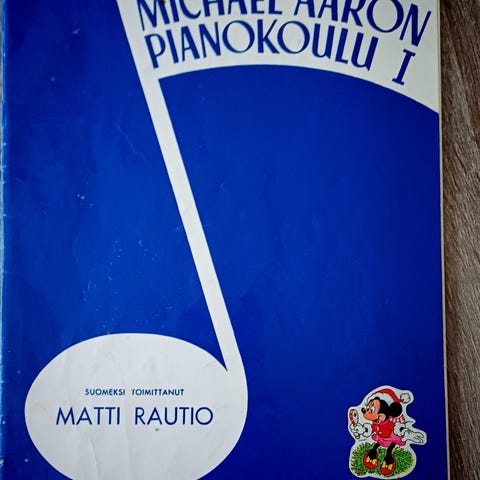 MICHAEL AARON
PIANOKOULU I
SUOMEKSI TOIMITTANUT
MATTI RAUTIO